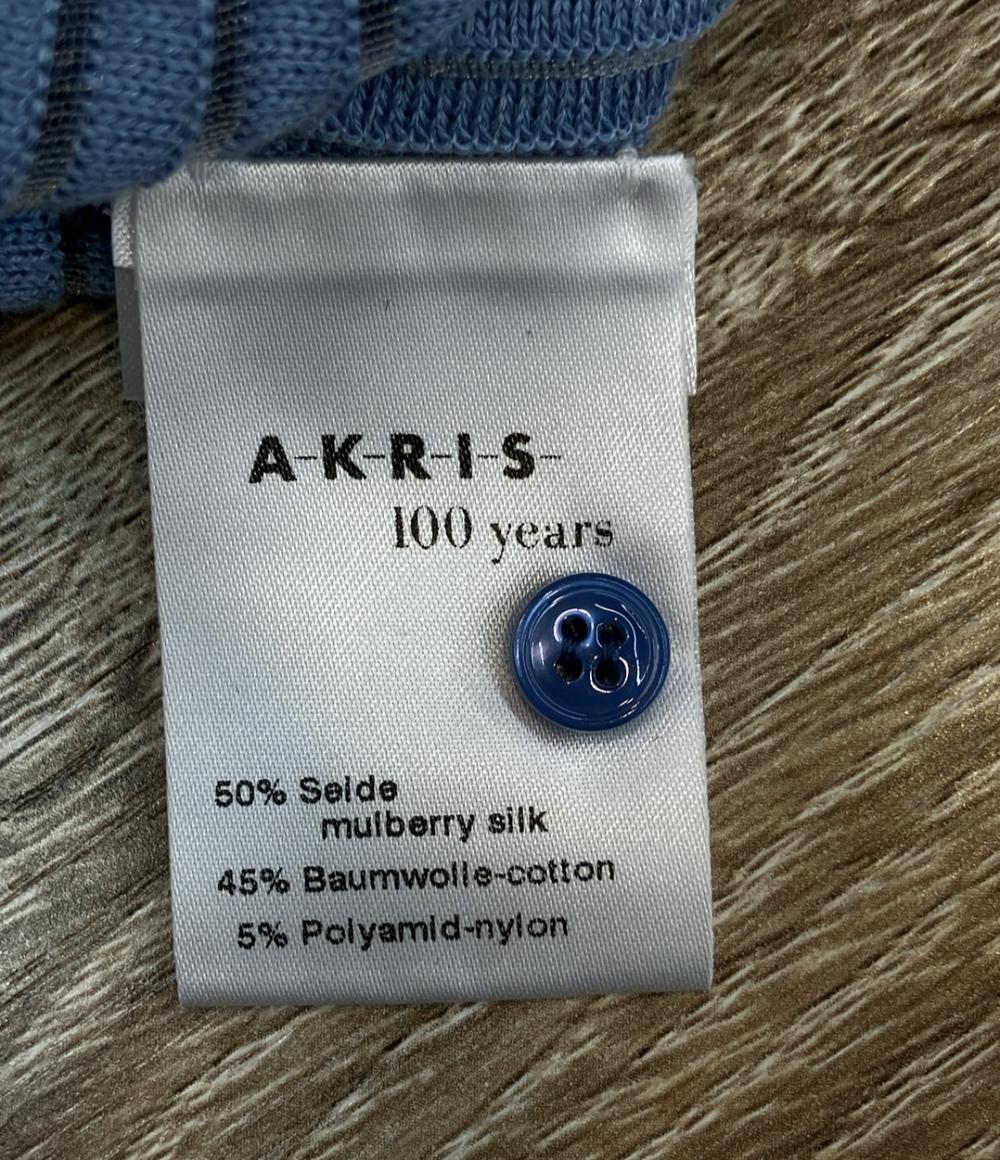 A-K-R-I-S-
100 years
50% Seide
mulberry silk
45% Baumwolle-cotton
5% Polyamid-nylon